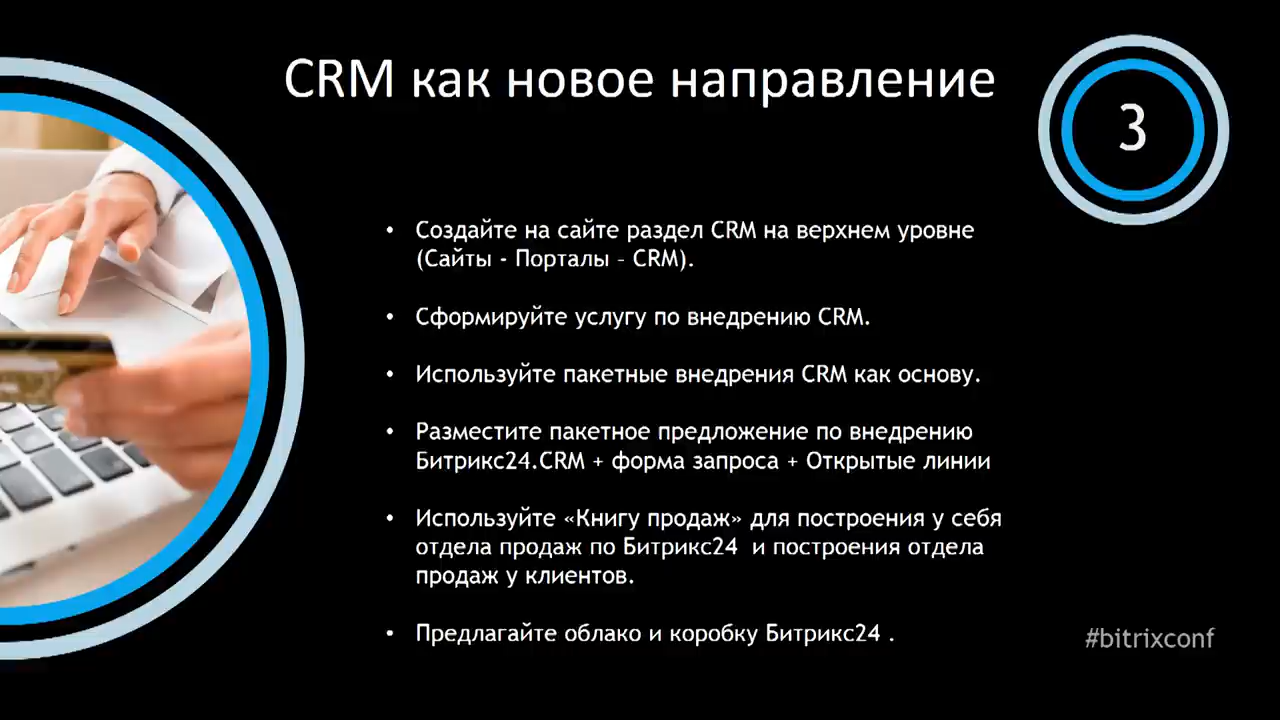 CRM как новое направление
3
• Создайте на сайте раздел CRM на верхнем уровне
(Сайты - Порталы – CRM).
• Сформируйте услугу по внедрению CRM.
• Используйте пакетные внедрения CRM как основу.
• Разместите пакетное предложение по внедрению
Битрикс24.CRM + форма запроса + Открытые линии
• Используйте «Книгу продаж» для построения у себя
отдела продаж по Битрикс24 и построения отдела
продаж у клиентов.
• Предлагайте облако и коробку Битрикс24 .
#bitrixconf